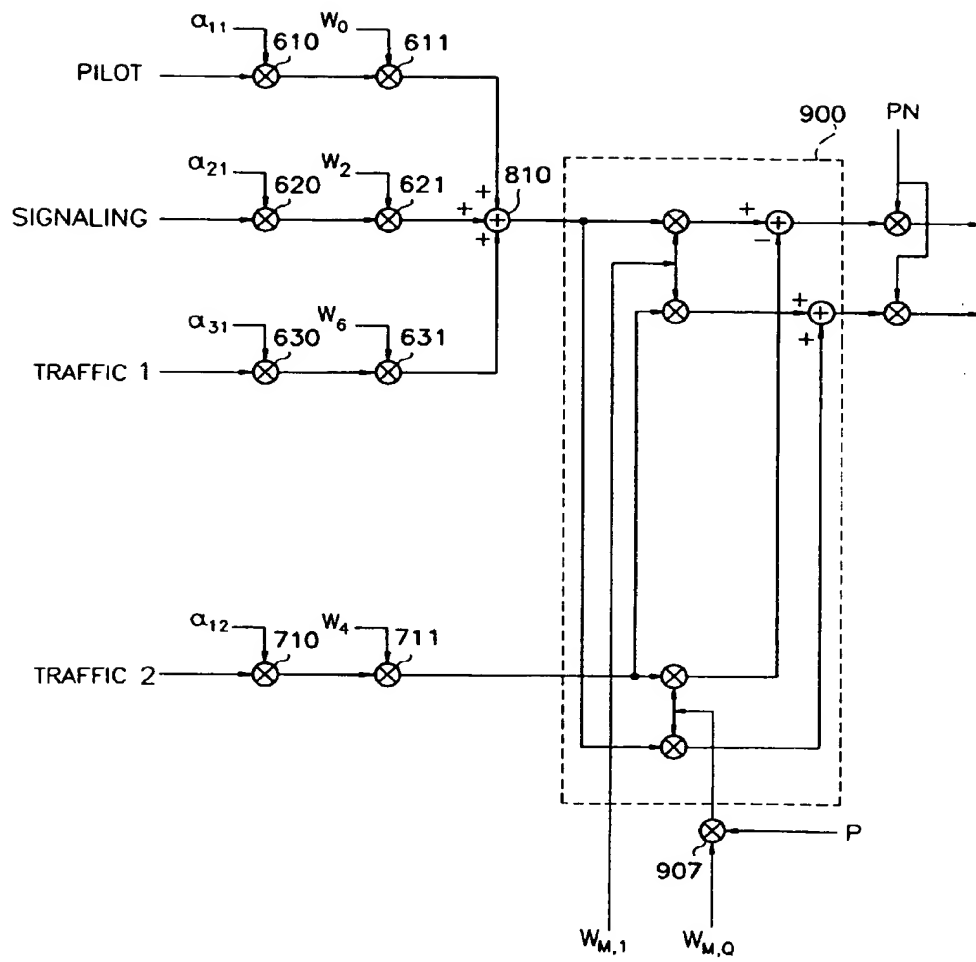 α11 W0
610 611
PILOT
900 PN
α21 W2
620 621 + 810
SIGNALING + + + −
+
α31 W6 + +
630 631
TRAFFIC 1
α12 W4
710 711
TRAFFIC 2
P
907
WM,1 WM,Q